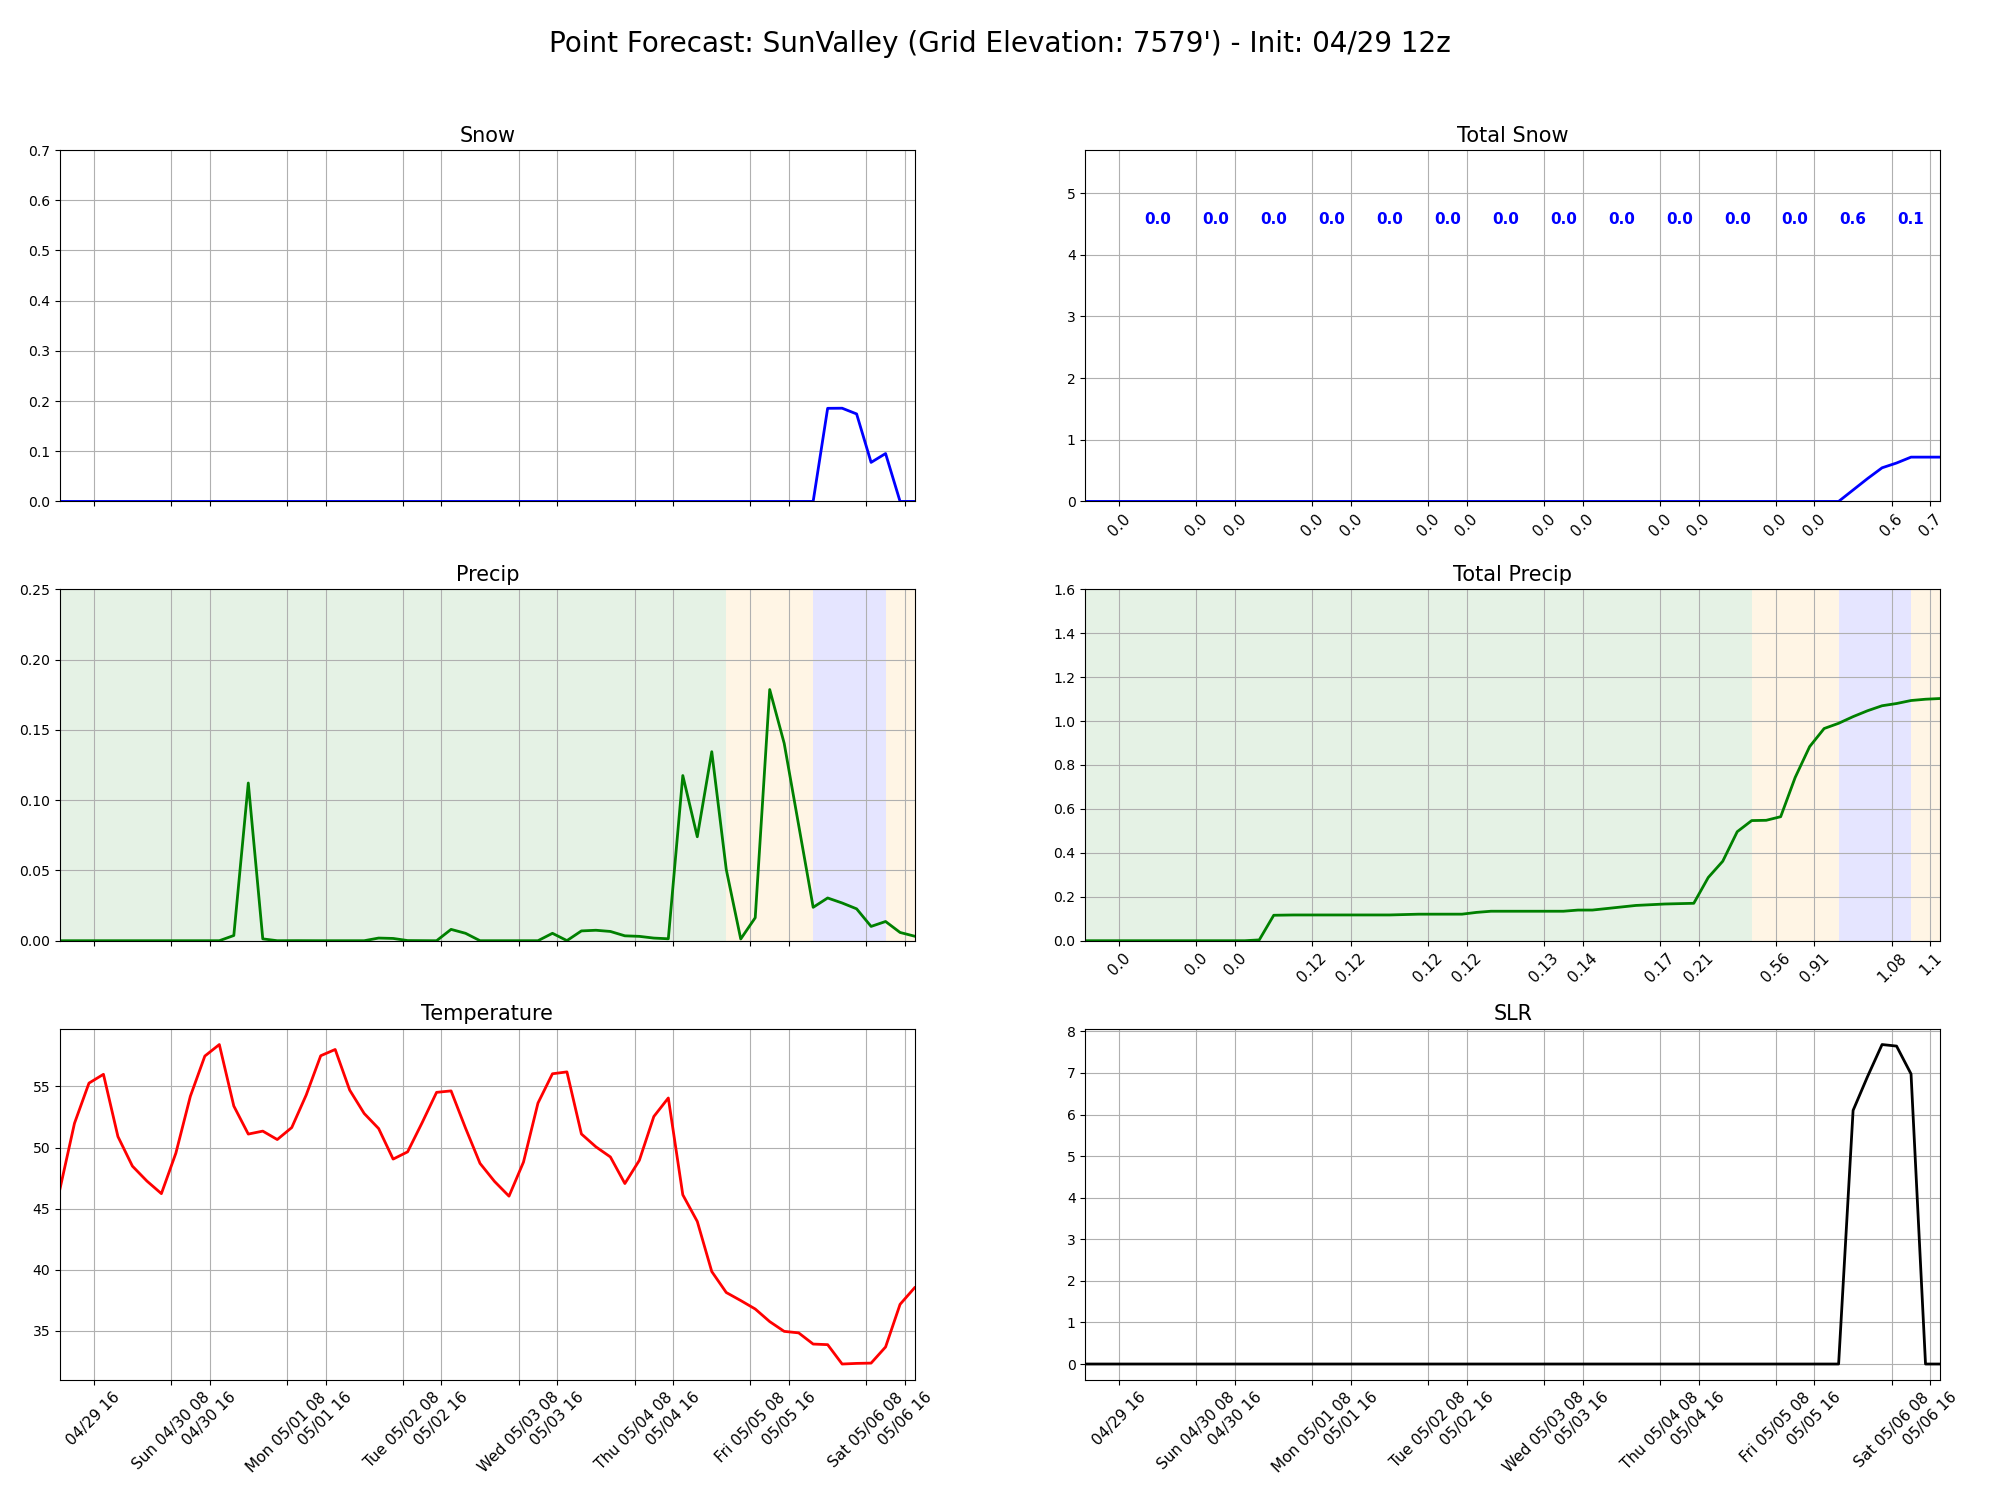 Point Forecast: SunValley (Grid Elevation: 7579') - Init: 04/29 12z
Snow
0.7
0.6
0.5
0.4
0.3
0.2
0.1
0.0
Total Snow
5
4
3
2
1
0
0.0 0.0 0.0 0.0 0.0 0.0 0.0 0.0 0.0 0.0 0.0 0.0 0.6 0.1
0.0 0.0 0.0 0.0 0.0 0.0 0.0 0.0 0.0 0.0 0.0 0.0 0.0 0.6 0.7
Precip
0.25
0.20
0.15
0.10
0.05
0.00
Total Precip
1.6
1.4
1.2
1.0
0.8
0.6
0.4
0.2
0.0
0.0 0.0 0.0 0.12 0.12 0.12 0.12 0.13 0.14 0.17 0.21 0.56 0.91 1.08 1.1
Temperature
55
50
45
40
35
04/29 16
Sun 04/30 08
04/30 16
Mon 05/01 08
05/01 16
Tue 05/02 08
05/02 16
Wed 05/03 08
05/03 16
Thu 05/04 08
05/04 16
Fri 05/05 08
05/05 16
Sat 05/06 08
05/06 16
SLR
8
7
6
5
4
3
2
1
0
04/29 16
Sun 04/30 08
04/30 16
Mon 05/01 08
05/01 16
Tue 05/02 08
05/02 16
Wed 05/03 08
05/03 16
Thu 05/04 08
05/04 16
Fri 05/05 08
05/05 16
Sat 05/06 08
05/06 16